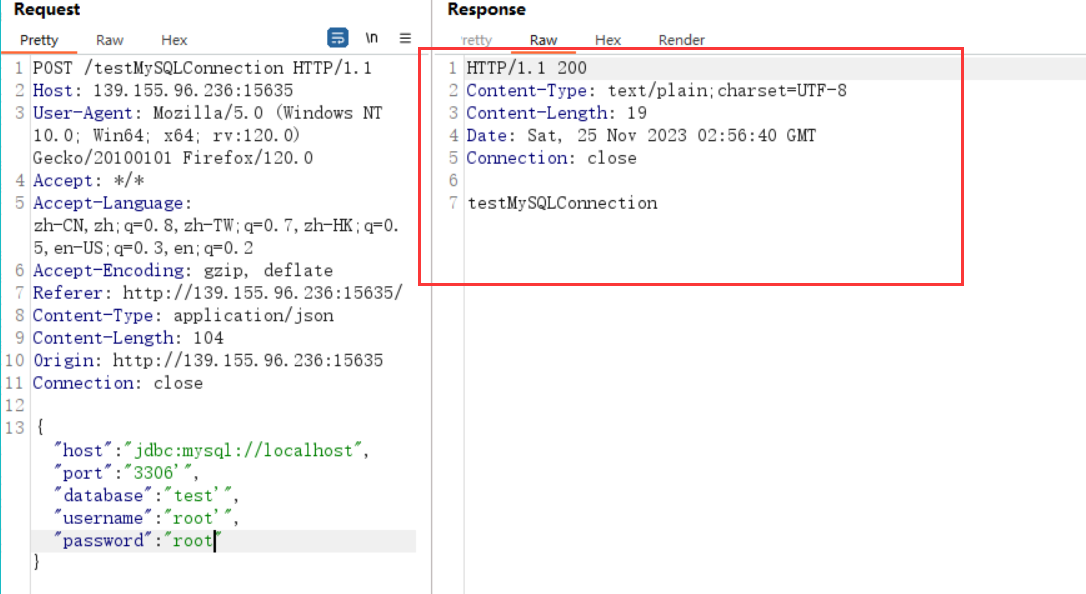 Request
Pretty Raw Hex \n
1 POST /testMySQLConnection HTTP/1.1
2 Host: 139.155.96.236:15635
3 User-Agent: Mozilla/5.0 (Windows NT
10.0; Win64; x64; rv:120.0)
Gecko/20100101 Firefox/120.0
4 Accept: */*
5 Accept-Language:
zh-CN,zh;q=0.8,zh-TW;q=0.7,zh-HK;q=0.
5,en-US;q=0.3,en;q=0.2
6 Accept-Encoding: gzip, deflate
7 Referer: http://139.155.96.236:15635/
8 Content-Type: application/json
9 Content-Length: 104
10 Origin: http://139.155.96.236:15635
11 Connection: close
12
13 {
"host":"jdbc:mysql://localhost",
"port":"3306'",
"database":"test'",
"username":"root'",
"password":"root"
}
Response
retty Raw Hex Render
1 HTTP/1.1 200
2 Content-Type: text/plain;charset=UTF-8
3 Content-Length: 19
4 Date: Sat, 25 Nov 2023 02:56:40 GMT
5 Connection: close
6
7 testMySQLConnection